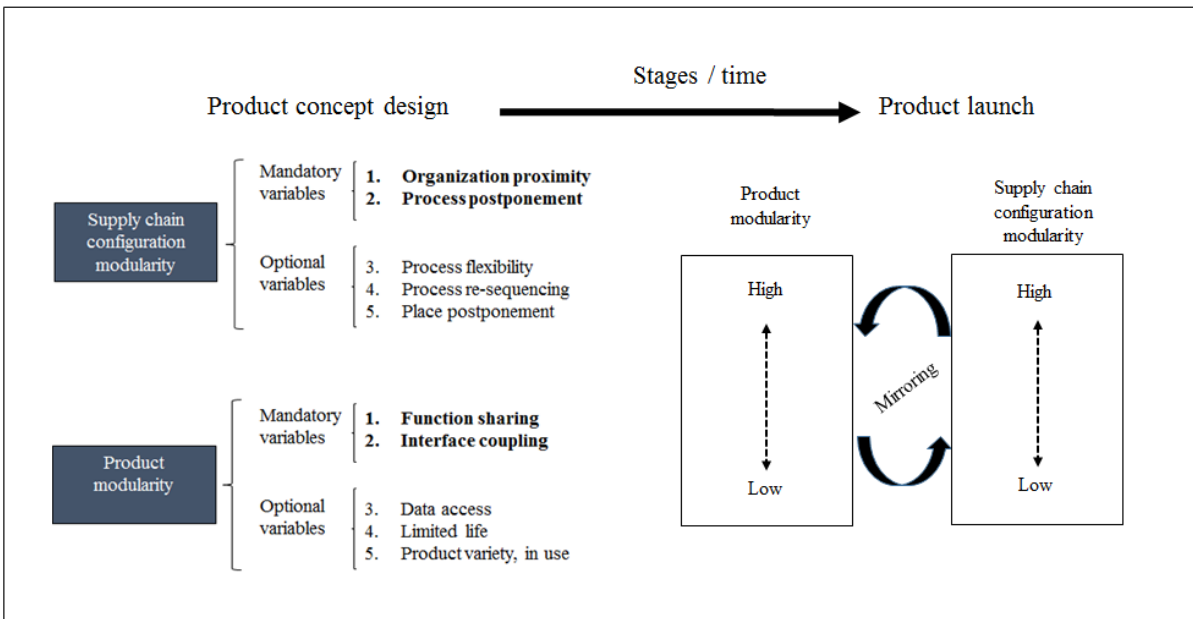 Stages / time
Product concept design
Product launch
Supply chain
configuration
modularity
Mandatory
variables
1. Organization proximity
2. Process postponement
Optional
variables
3. Process flexibility
4. Process re-sequencing
5. Place postponement
Product
modularity
Mandatory
variables
1. Function sharing
2. Interface coupling
Optional
variables
3. Data access
4. Limited life
5. Product variety, in use
Product
modularity
High
Low
Mirroring
Supply chain
configuration
modularity
High
Low